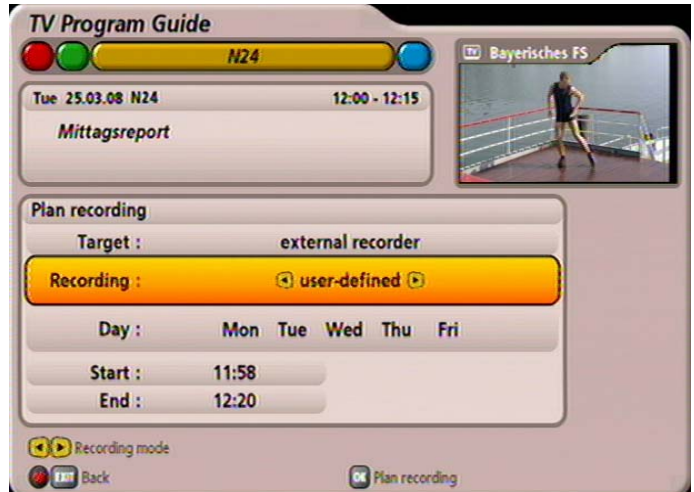 TV Program Guide
N24
TV Bayerisches FS
Tue 25.03.08 N24 12:00 - 12:15
Mittagsreport
Plan recording
Target : external recorder
Recording : user-defined
Day : Mon Tue Wed Thu Fri
Start : 11:58
End : 12:20
Recording mode
EXIT Back OK Plan recording